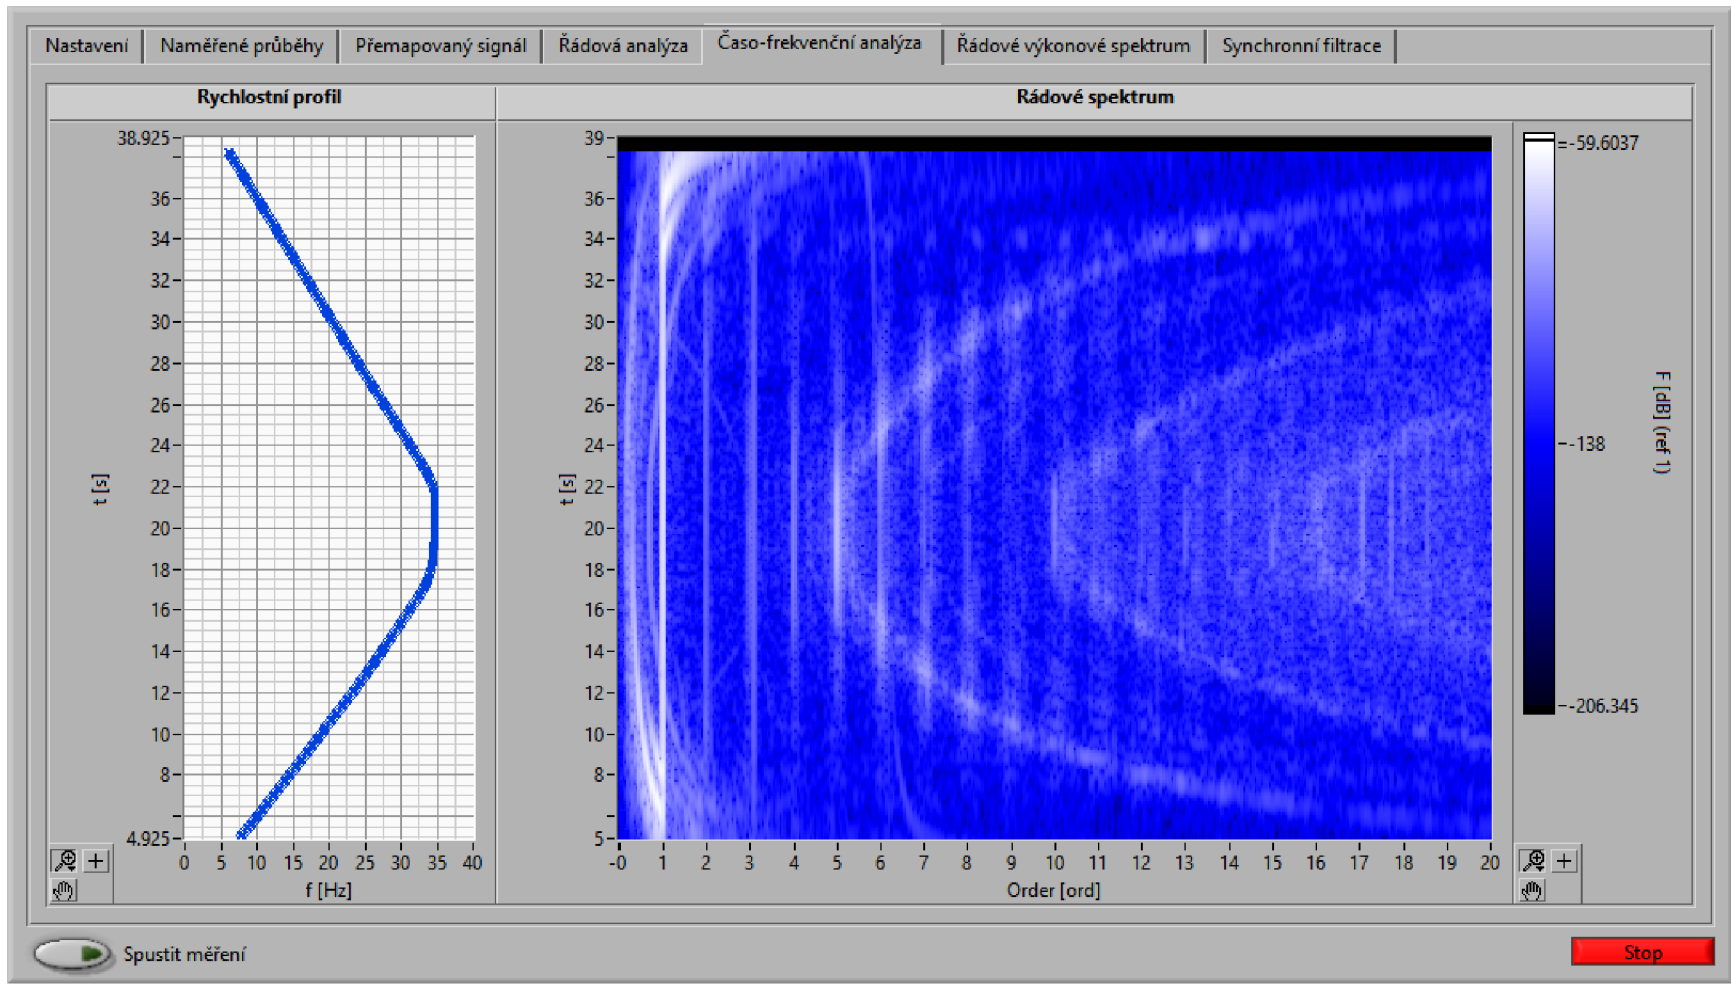 Nastavení
Naměřené průběhy
Přemapovaný signál
Řádová analýza
Časo-frekvenční analýza
Řádové výkonové spektrum
Synchronní filtrace
Rychlostní profil
38.925
36
34
32
30
28
26
24
22
20
18
16
14
12
10
8
4.925
t [s]
0 5 10 15 20 25 30 35 40
f [Hz]
Rádové spektrum
39
36
34
32
30
28
26
24
22
20
18
16
14
12
10
8
5
t [s]
-0 1 2 3 4 5 6 7 8 9 10 11 12 13 14 15 16 17 18 19 20
Order [ord]
-59.6037
-138
-206.345
F [dB] (ref 1)
Spustit měření
Stop